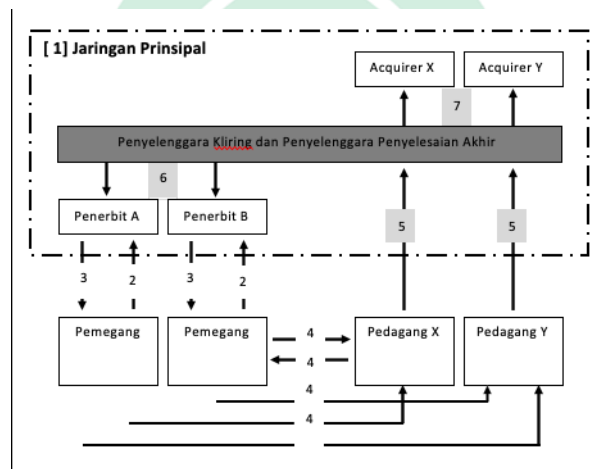 [ 1] Jaringan Prinsipal
Acquirer X
Acquirer Y
7
Penyelenggara Kliring dan Penyelenggara Penyelesaian Akhir
6
Penerbit A
Penerbit B
5
5
3
2
3
2
Pemegang
Pemegang
4
4
Pedagang X
Pedagang Y
4
4